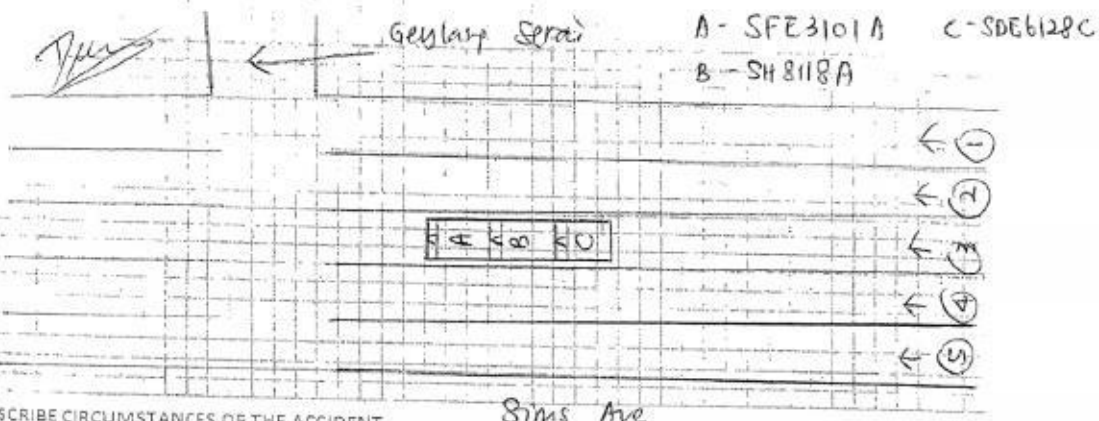 Geylang Serai
A - SFE3101A C - SDE6128C
B - SH8118A
← ①
← ②
← ③
A B C
← ④
← ⑤
SCRIBE CIRCUMSTANCES OF THE ACCIDENT
Sims Ave